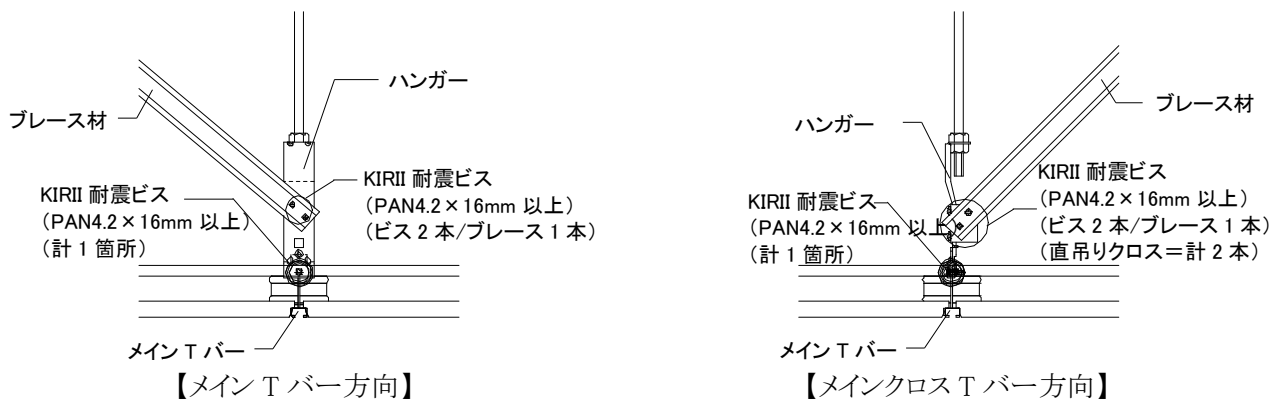 ハンガー
ブレース材
KIRII 耐震ビス
（PAN4.2×16mm 以上）
（計 1 箇所）
KIRII 耐震ビス
（PAN4.2×16mm 以上）
（ビス 2 本/ブレース 1 本）
メイン T バー
【メイン T バー方向】
ブレース材
ハンガー
KIRII 耐震ビス
（PAN4.2×16mm 以上）
（計 1 箇所）
KIRII 耐震ビス
（PAN4.2×16mm 以上）
（ビス 2 本/ブレース 1 本）
（直吊りクロス＝計 2 本）
メイン T バー
【メインクロス T バー方向】